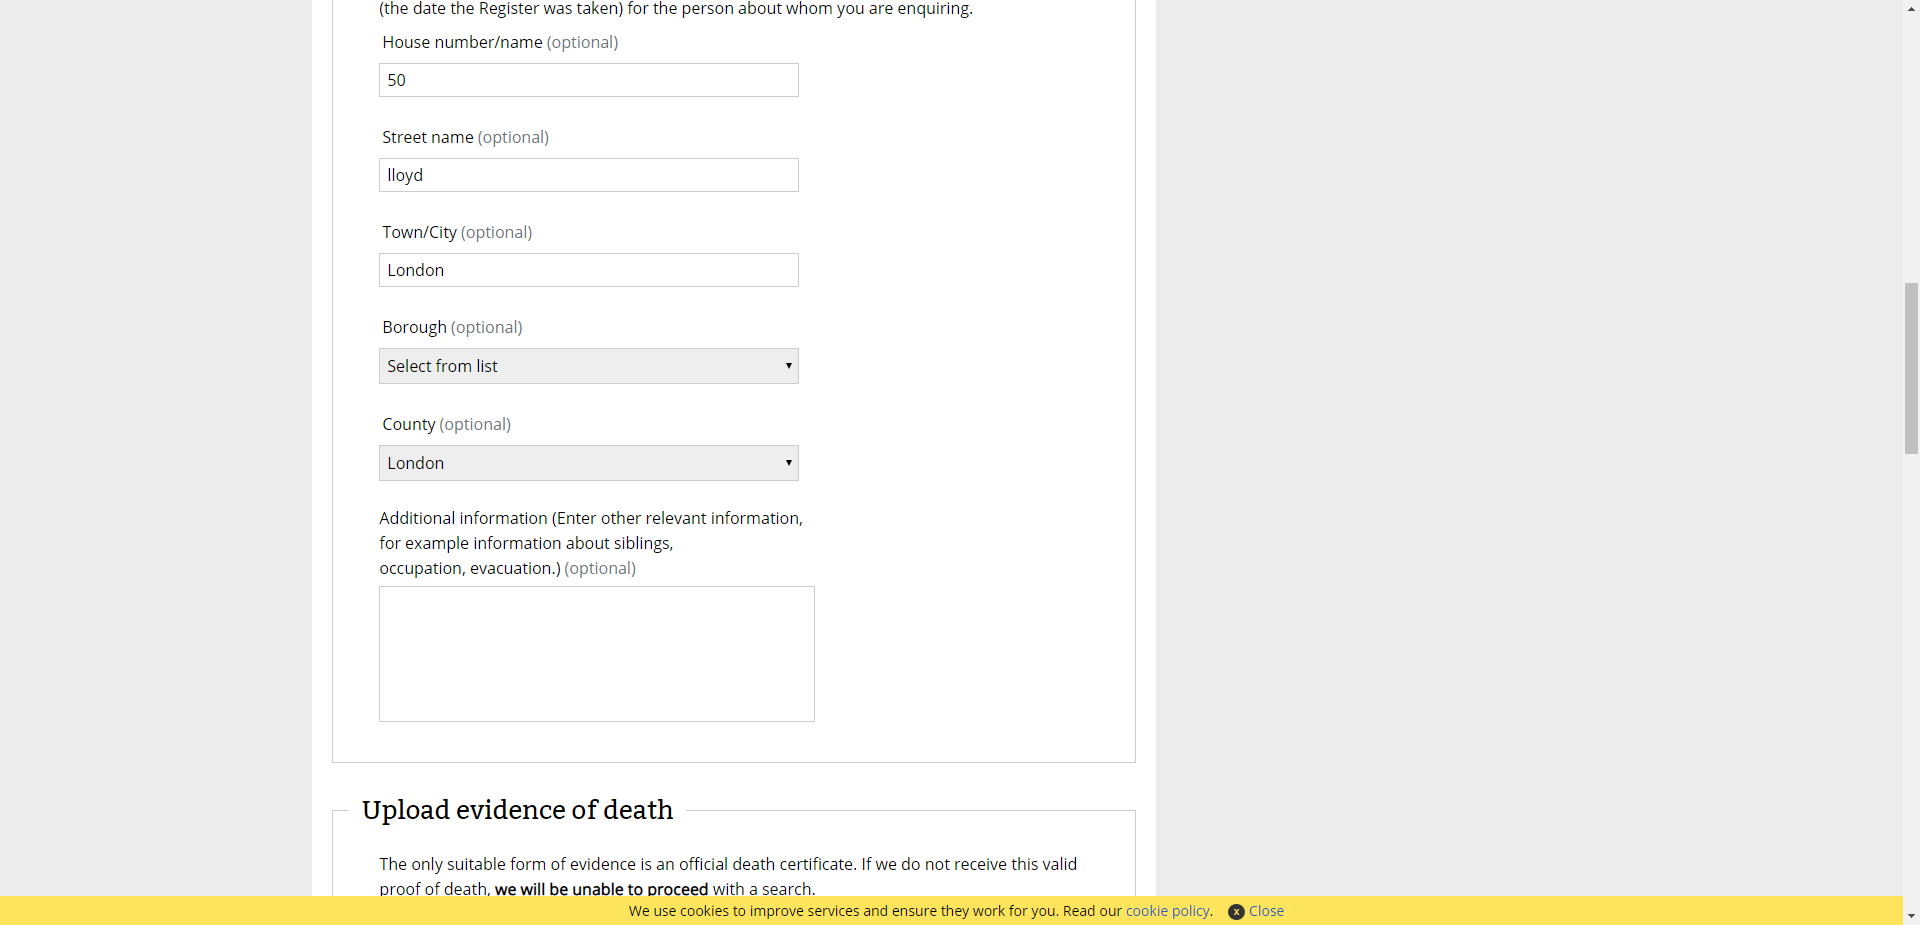 (the date the Register was taken) for the person about whom you are enquiring.
House number/name (optional)
50
Street name (optional)
lloyd
Town/City (optional)
London
Borough (optional)
Select from list
County (optional)
London
Additional information (Enter other relevant information,
for example information about siblings,
occupation, evacuation.) (optional)
Upload evidence of death
The only suitable form of evidence is an official death certificate. If we do not receive this valid
proof of death, we will be unable to proceed with a search.
We use cookies to improve services and ensure they work for you. Read our cookie policy. x Close